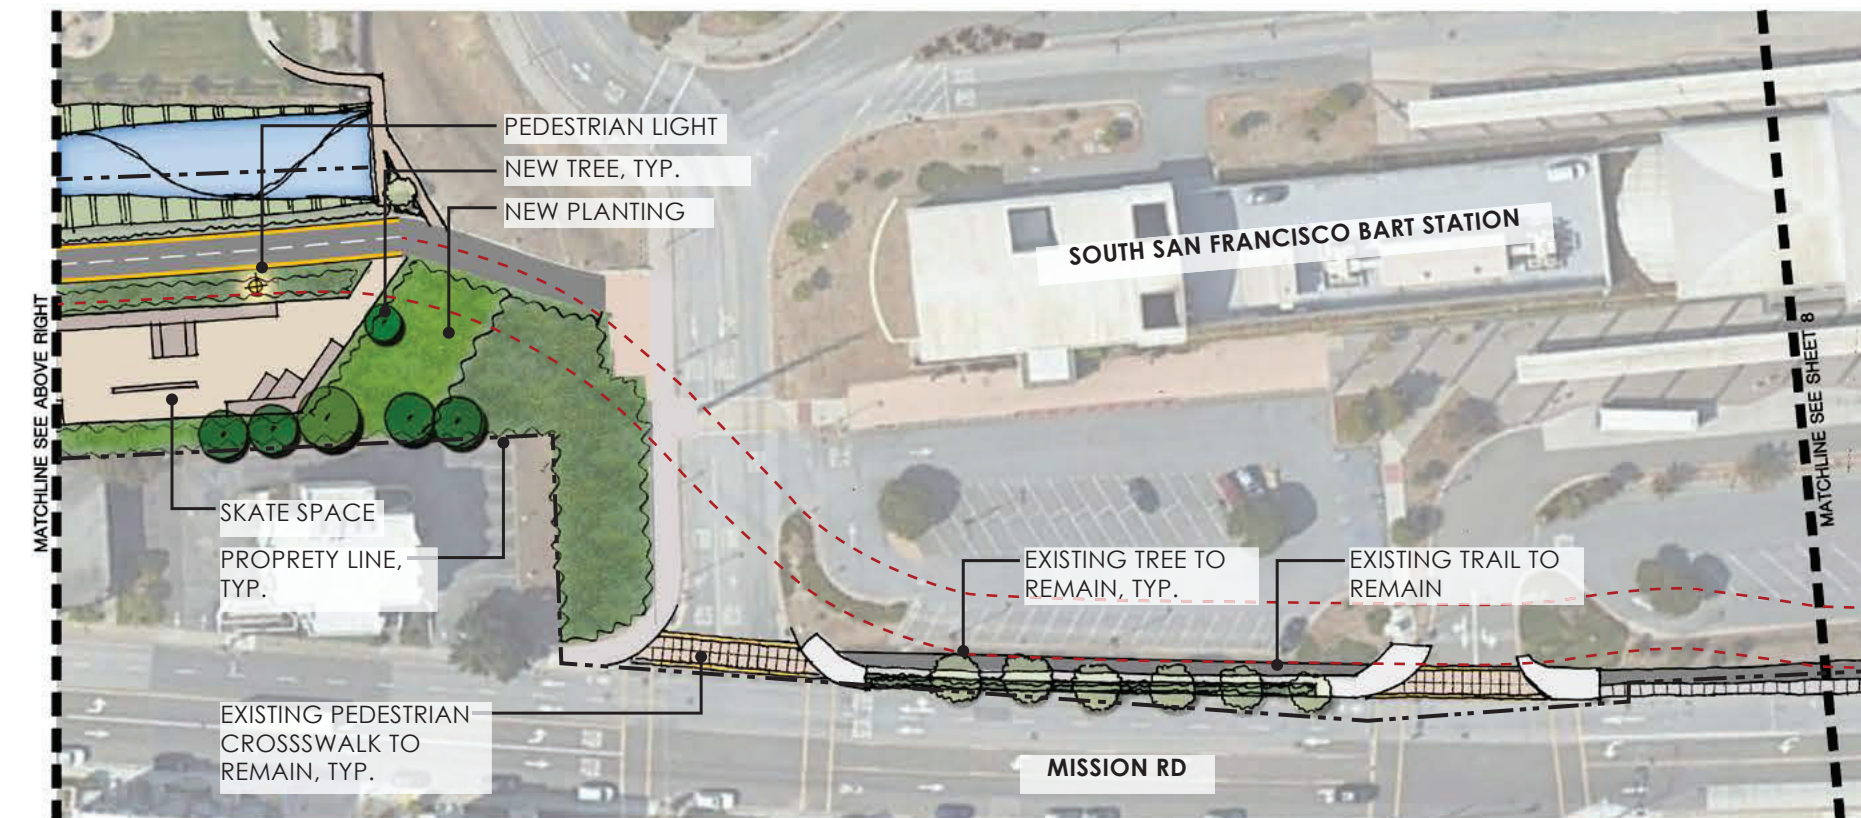 PEDESTRIAN LIGHT
NEW TREE, TYP.
NEW PLANTING
SOUTH SAN FRANCISCO BART STATION
MATCHLINE SEE ABOVE RIGHT
MATCHLINE SEE SHEET 8
SKATE SPACE
PROPRETY LINE,
TYP.
EXISTING TREE TO
REMAIN, TYP.
EXISTING TRAIL TO
REMAIN
EXISTING PEDESTRIAN
CROSSSWALK TO
REMAIN, TYP.
MISSION RD